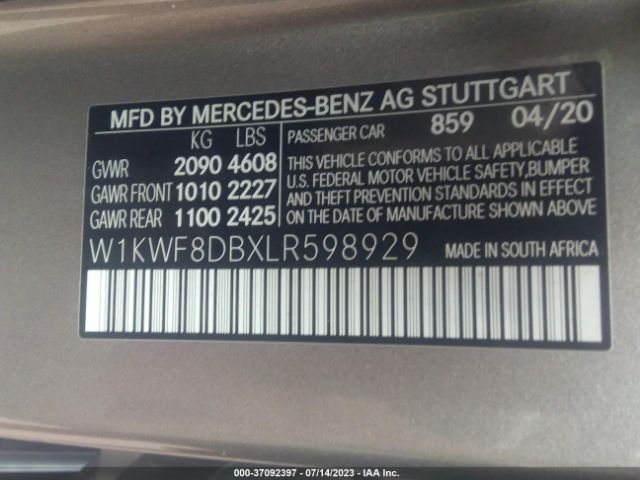 MFD BY MERCEDES-BENZ AG STUTTGART
KG LBS
GVWR 2090 4608
GAWR FRONT 1010 2227
GAWR REAR 1100 2425
PASSENGER CAR 859 04/20
THIS VEHICLE CONFORMS TO ALL APPLICABLE
U.S. FEDERAL MOTOR VEHICLE SAFETY,BUMPER
AND THEFT PREVENTION STANDARDS IN
EFFECT ON THE DATE OF
MANUFACTURE SHOWN ABOVE.
W1KWF8DBXLR598929 MADE IN SOUTH AFRICA
000-37092397 - 07/14/2023 - IAA Inc.